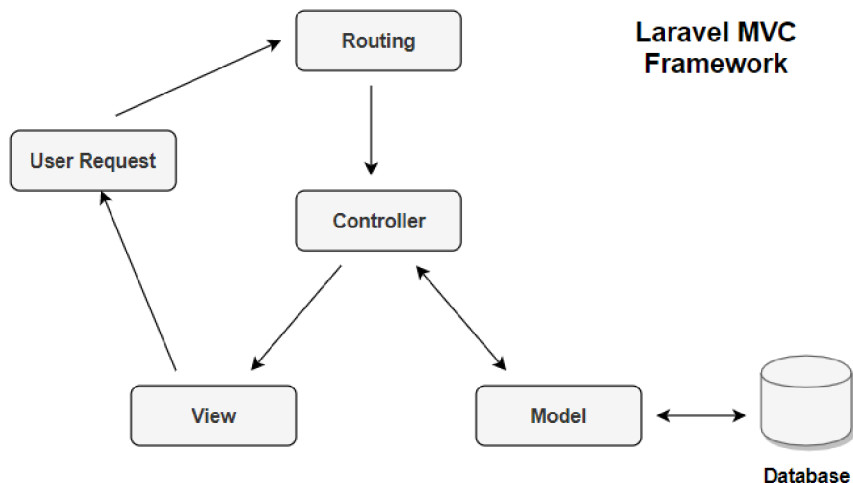 Routing
Laravel MVC
Framework
User Request
Controller
View
Model
Database